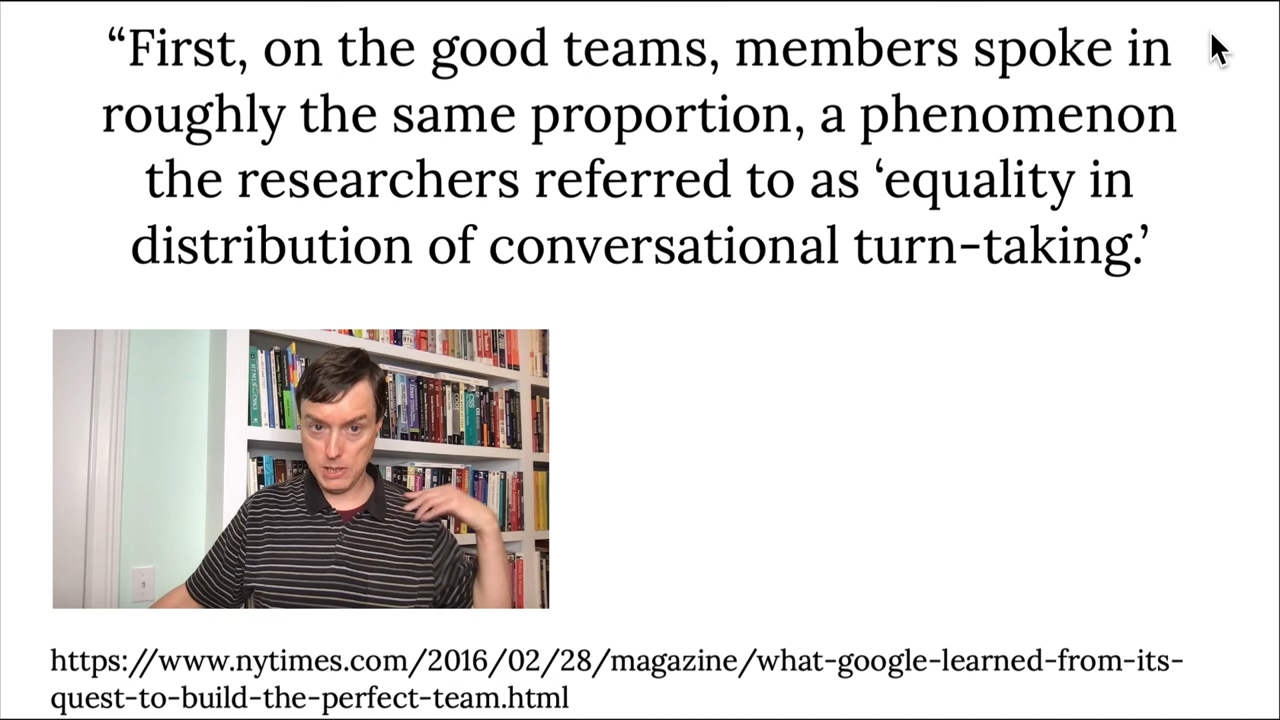 “First, on the good teams, members spoke in
roughly the same proportion, a phenomenon
the researchers referred to as ‘equality in
distribution of conversational turn-taking.’
https://www.nytimes.com/2016/02/28/magazine/what-google-learned-from-its-
quest-to-build-the-perfect-team.html